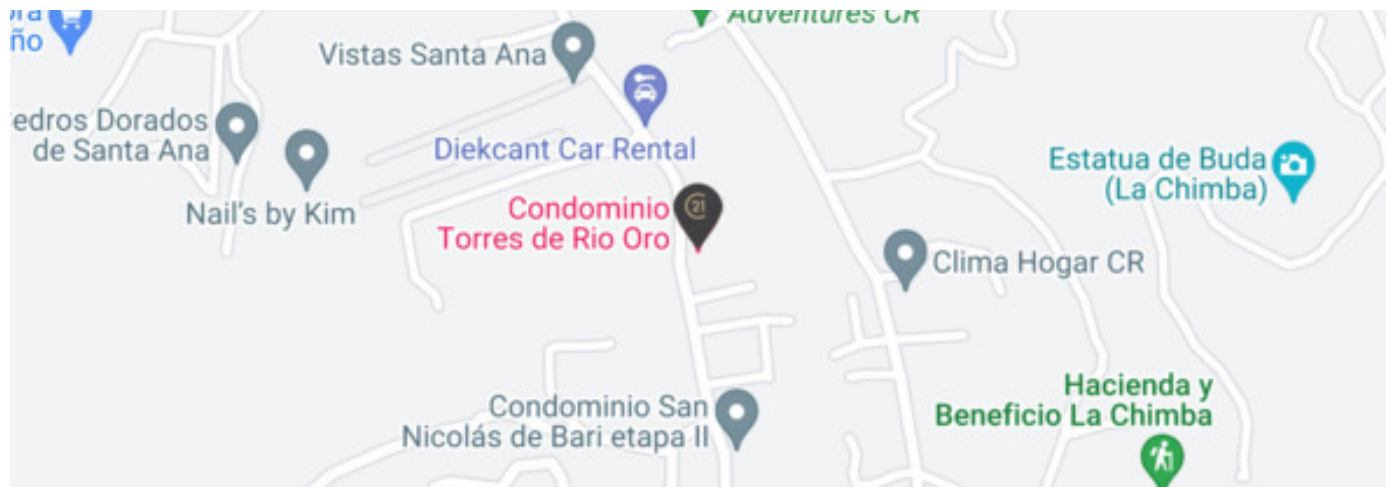 Adventures CR
ño
Vistas Santa Ana
edros Dorados
de Santa Ana
Diekcant Car Rental
Nail's by Kim
Estatua de Buda
(La Chimba)
Condominio
Torres de Rio Oro
21
Clima Hogar CR
Hacienda y
Beneficio La Chimba
Condominio San
Nicolás de Bari etapa II